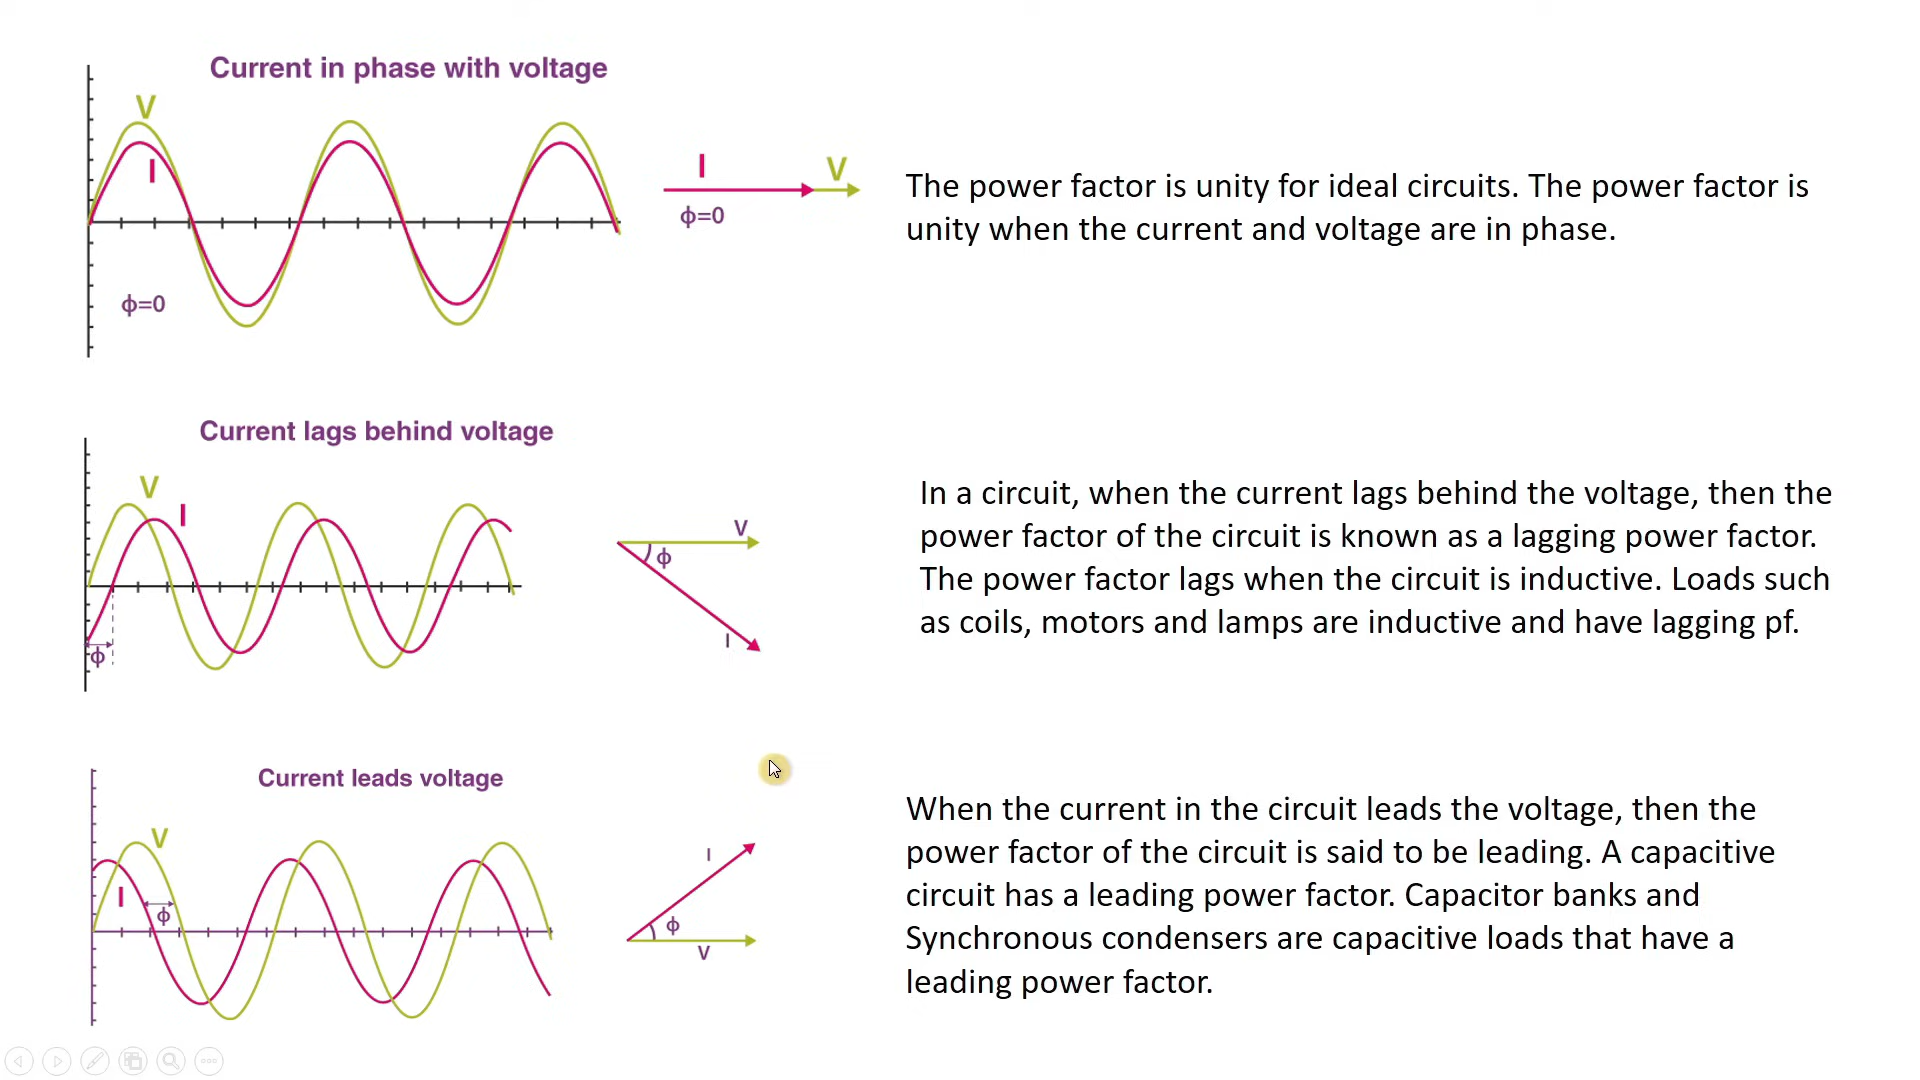 Current in phase with voltage
V
I
ϕ=0
I
V
ϕ=0
The power factor is unity for ideal circuits. The power factor is
unity when the current and voltage are in phase.
Current lags behind voltage
V
I
ϕ
V
ϕ
I
In a circuit, when the current lags behind the voltage, then the
power factor of the circuit is known as a lagging power factor.
The power factor lags when the circuit is inductive. Loads such
as coils, motors and lamps are inductive and have lagging pf.
Current leads voltage
V
I
ϕ
I
ϕ
V
When the current in the circuit leads the voltage, then the
power factor of the circuit is said to be leading. A capacitive
circuit has a leading power factor. Capacitor banks and
Synchronous condensers are capacitive loads that have a
leading power factor.